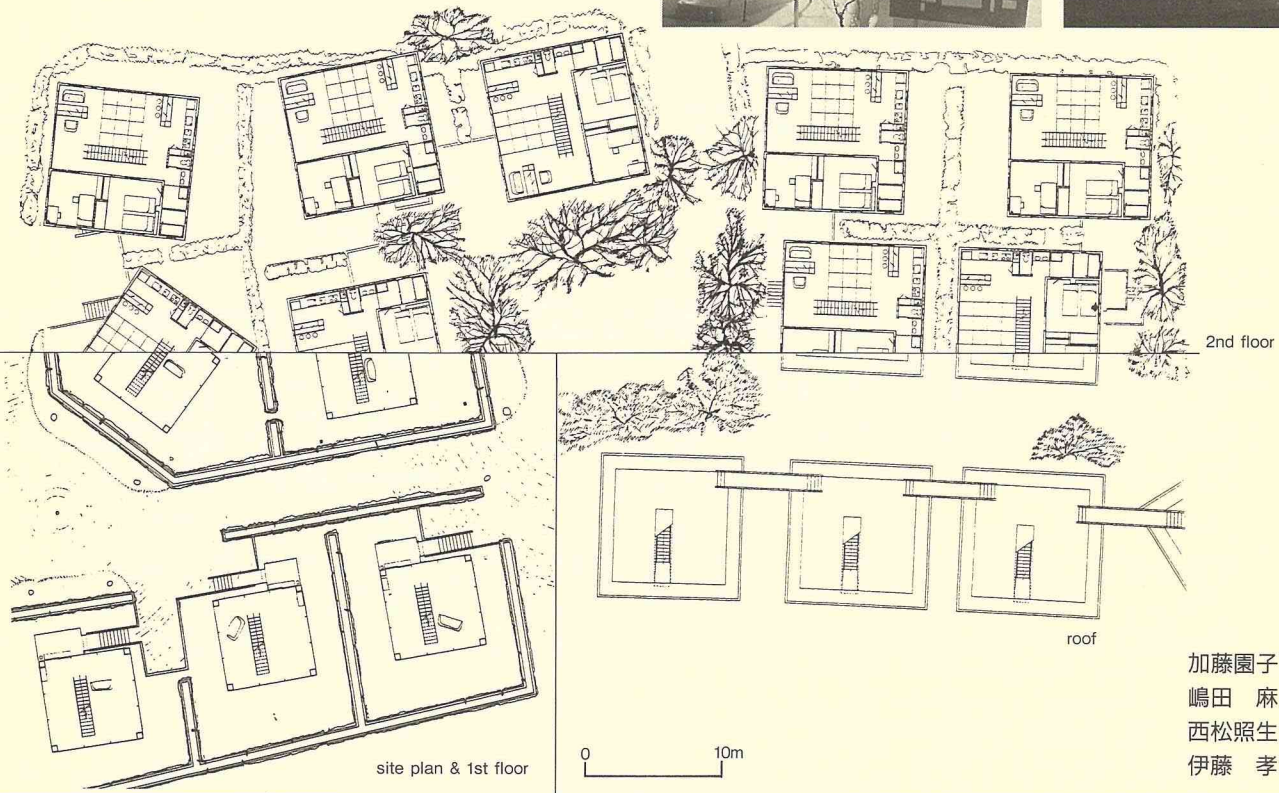 2nd floor
roof
site plan & 1st floor
0 10m
加藤園子
嶋田 麻
西松照生
伊藤 孝